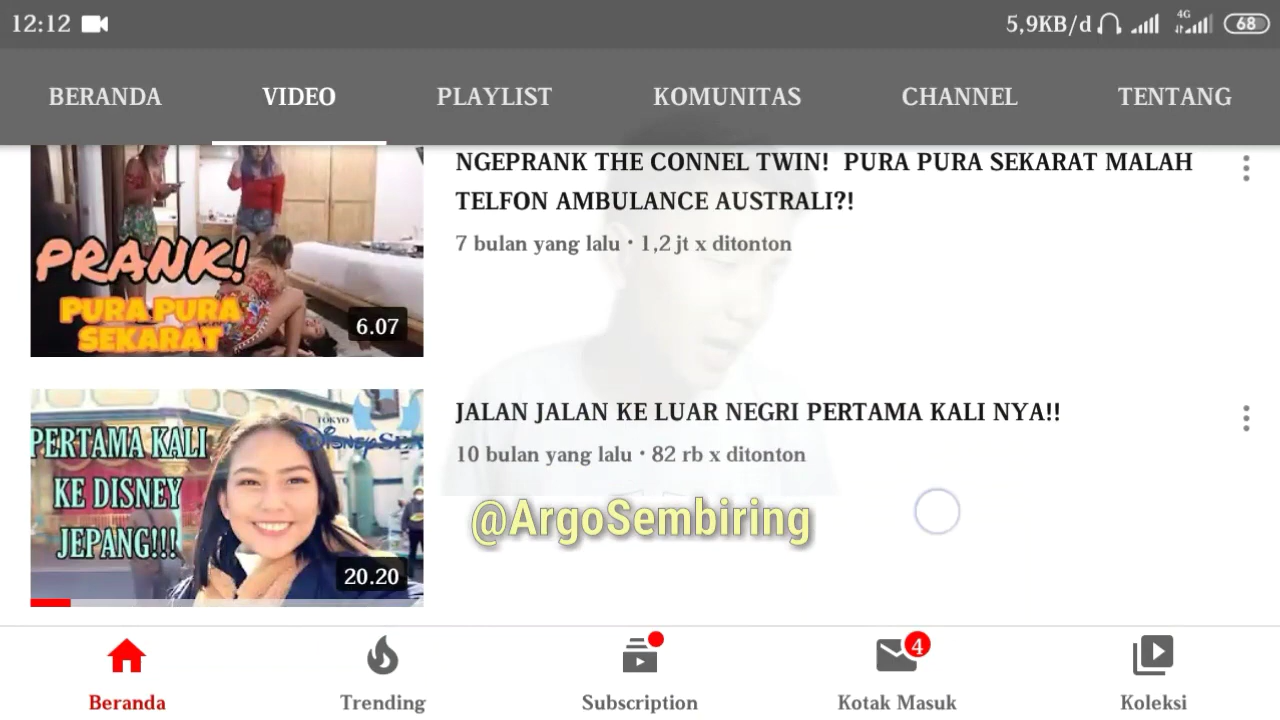 12:12
5,9KB/d
4G
68
BERANDA
VIDEO
PLAYLIST
KOMUNITAS
CHANNEL
TENTANG
PRANK!
PURA PURA
SEKARAT
6.07
NGEPRANK THE CONNEL TWIN! PURA PURA SEKARAT MALAH
TELFON AMBULANCE AUSTRALI?!
7 bulan yang lalu · 1,2 jt x ditonton
PERTAMA KALI
KE DISNEY
JEPANG!!!
TOKYO
DISNEYSEA
20.20
JALAN JALAN KE LUAR NEGRI PERTAMA KALI NYA!!
10 bulan yang lalu · 82 rb x ditonton
@ArgoSembiring
Beranda
Trending
Subscription
4
Kotak Masuk
Koleksi